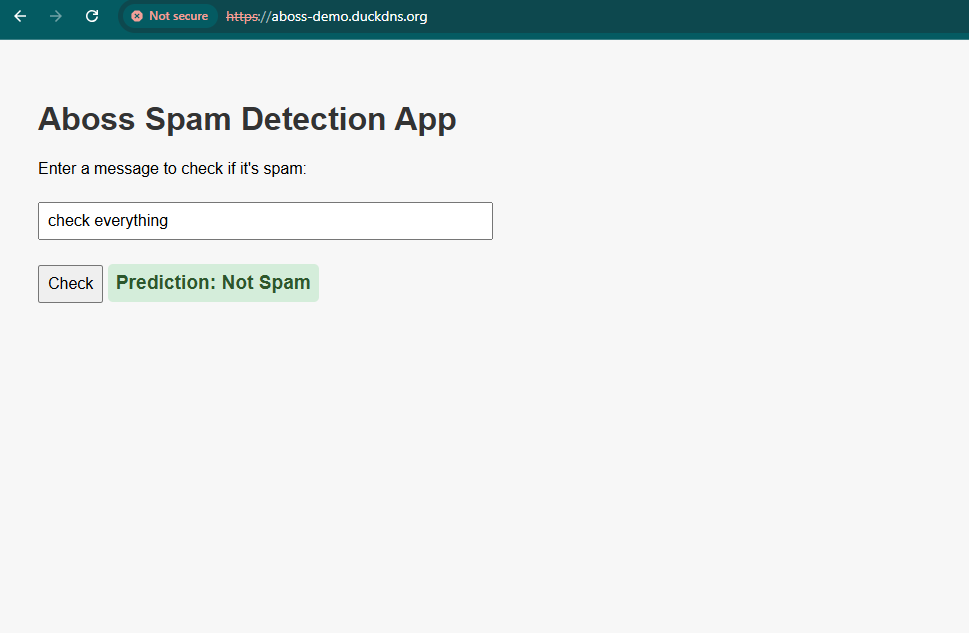 Not secure https://aboss-demo.duckdns.org
Aboss Spam Detection App
Enter a message to check if it's spam:
check everything
Check Prediction: Not Spam